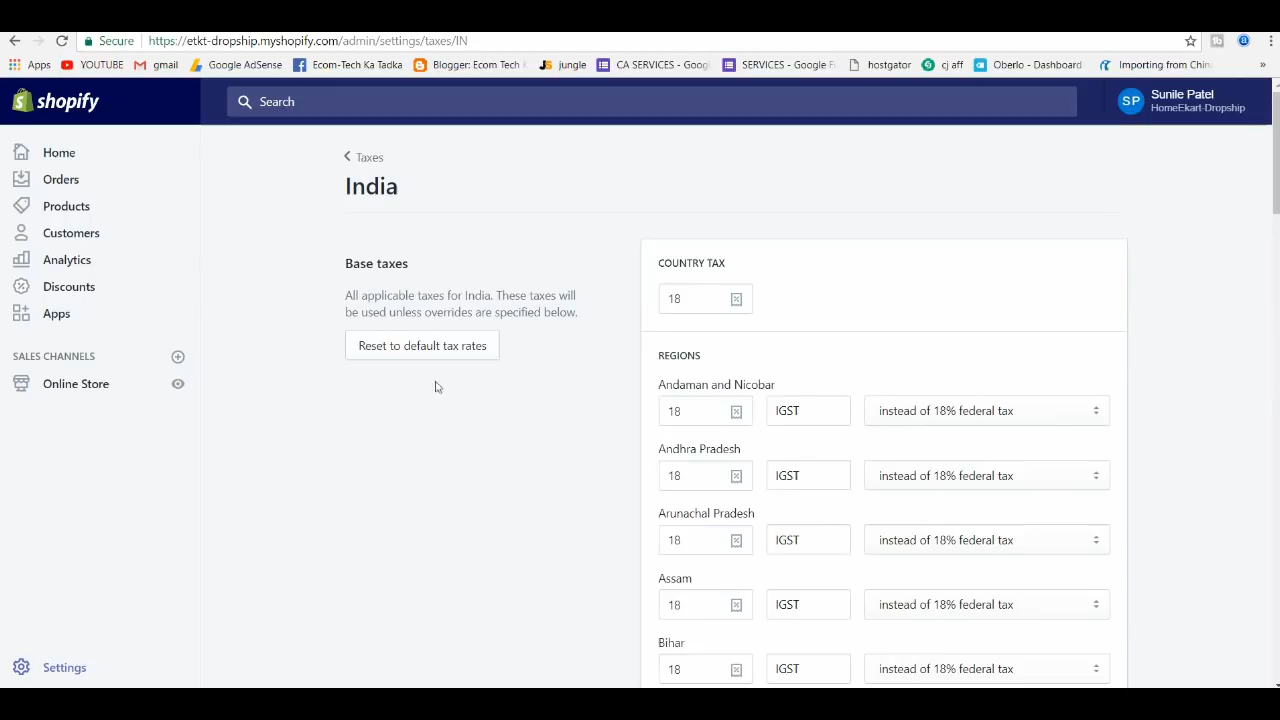 Secure https://etkt-dropship.myshopify.com/admin/settings/taxes/IN
Apps YOUTUBE gmail Google AdSense Ecom-Tech Ka Tadka Blogger: Ecom Tech jungle CA SERVICES - Goog SERVICES - Google F hostgator cj aff Oberlo - Dashboard Importing from Chin »
shopify
Search
SP
Sunile Patel
HomeEkart-Dropship
Home
Orders
Products
Customers
Analytics
Discounts
Apps
SALES CHANNELS
Online Store
Settings
Taxes
India
Base taxes
All applicable taxes for India. These taxes will
be used unless overrides are specified below.
Reset to default tax rates
COUNTRY TAX
18
REGIONS
Andaman and Nicobar
18 IGST instead of 18% federal tax
Andhra Pradesh
18 IGST instead of 18% federal tax
Arunachal Pradesh
18 IGST instead of 18% federal tax
Assam
18 IGST instead of 18% federal tax
Bihar
18 IGST instead of 18% federal tax